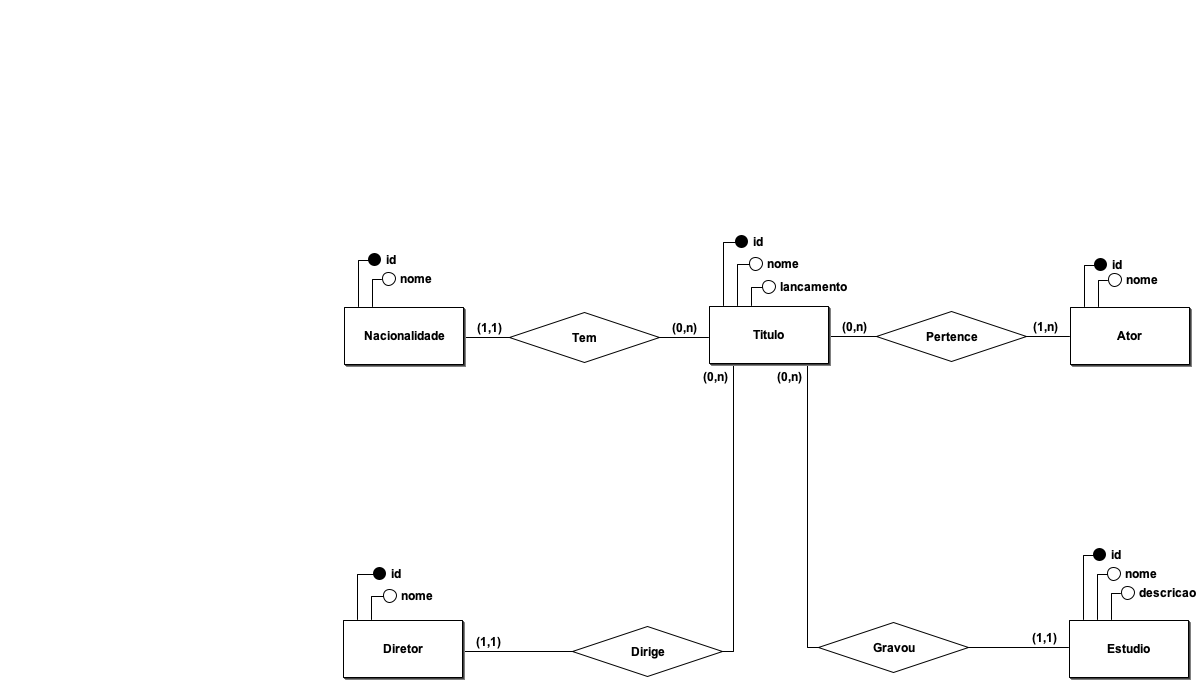 id
nome
lancamento
id
nome
id
nome
Nacionalidade
(1,1)
Tem
(0,n)
Titulo
(0,n)
Pertence
(1,n)
Ator
(0,n)
(0,n)
id
nome
descricao
id
nome
Diretor
(1,1)
Dirige
Gravou
(1,1)
Estudio